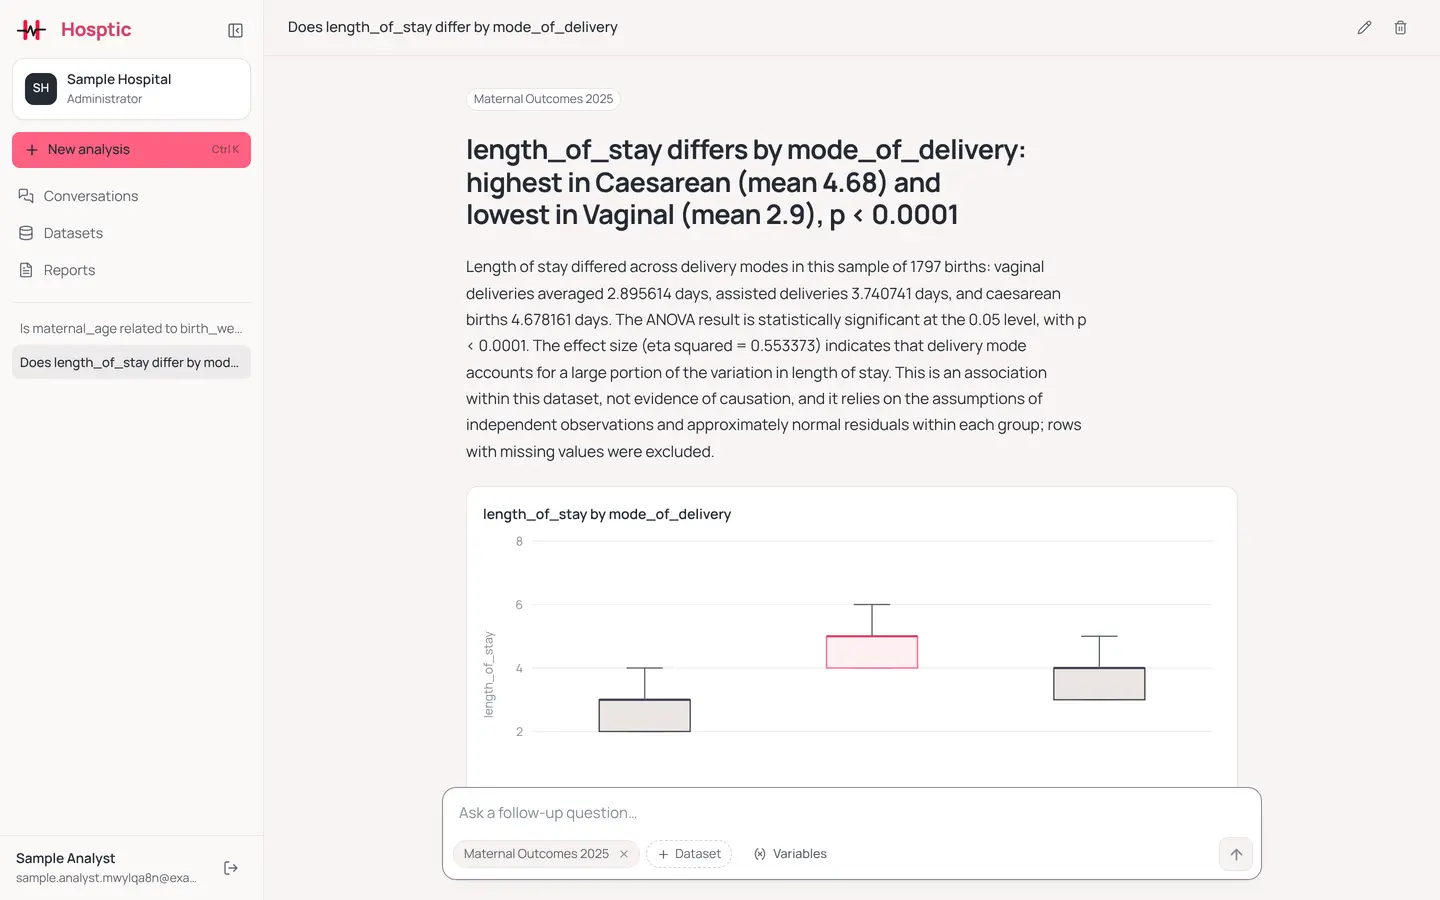 Hosptic
SH
Sample Hospital
Administrator
New analysis
Ctrl K
Conversations
Datasets
Reports
Is maternal_age related to birth_we...
Does length_of_stay differ by mod...
Sample Analyst
sample.analyst.mwylqa8n@exa...
Does length_of_stay differ by mode_of_delivery
Maternal Outcomes 2025
length_of_stay differs by mode_of_delivery:
highest in Caesarean (mean 4.68) and
lowest in Vaginal (mean 2.9), p < 0.0001
Length of stay differed across delivery modes in this sample of 1797 births: vaginal
deliveries averaged 2.895614 days, assisted deliveries 3.740741 days, and caesarean
births 4.678161 days. The ANOVA result is statistically significant at the 0.05 level, with p
< 0.0001. The effect size (eta squared = 0.553373) indicates that delivery mode
accounts for a large portion of the variation in length of stay. This is an association
within this dataset, not evidence of causation, and it relies on the assumptions of
independent observations and approximately normal residuals within each group; rows
with missing values were excluded.
length_of_stay by mode_of_delivery
8
6
4
2
length_of_stay
Ask a follow-up question...
Maternal Outcomes 2025
Dataset
Variables